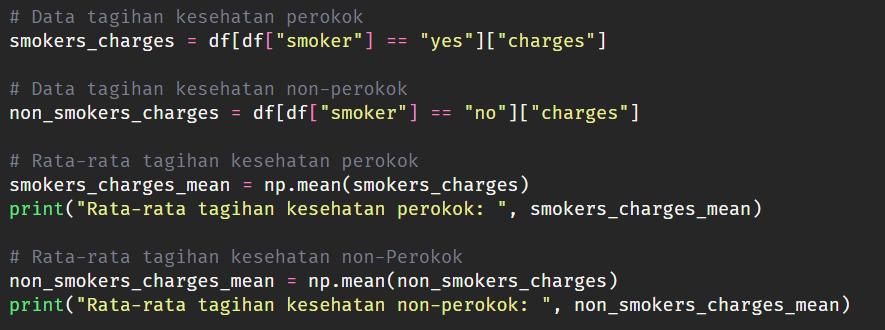 # Data tagihan kesehatan perokok
smokers_charges = df[df["smoker"] == "yes"]["charges"]
# Data tagihan kesehatan non-perokok
non_smokers_charges = df[df["smoker"] == "no"]["charges"]
# Rata-rata tagihan kesehatan perokok
smokers_charges_mean = np.mean(smokers_charges)
print("Rata-rata tagihan kesehatan perokok: ", smokers_charges_mean)
# Rata-rata tagihan kesehatan non-Perokok
non_smokers_charges_mean = np.mean(non_smokers_charges)
print("Rata-rata tagihan kesehatan non-perokok: ", non_smokers_charges_mean)